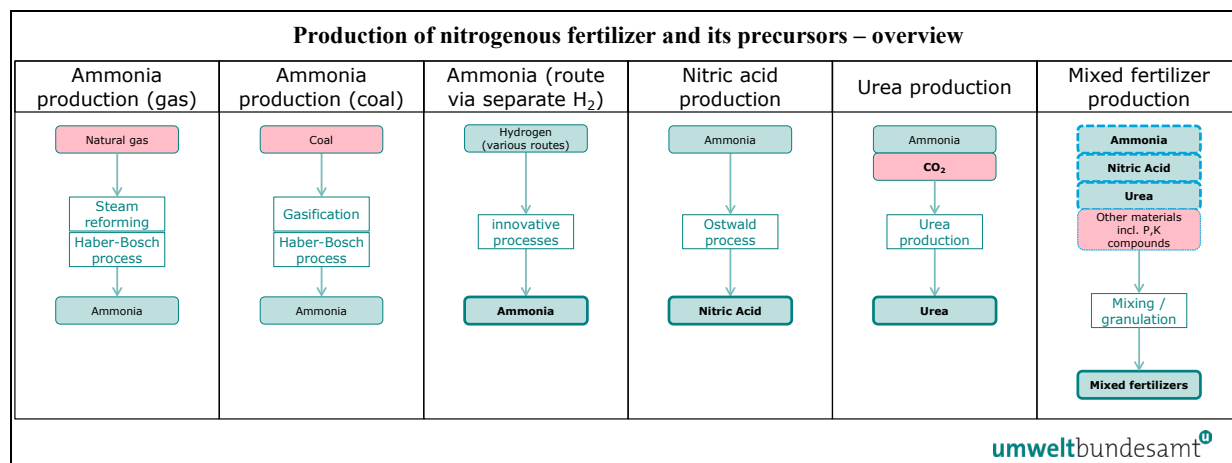 Production of nitrogenous fertilizer and its precursors – overview
Ammonia
production (gas)
Natural gas
Steam
reforming
Haber-Bosch
process
Ammonia
Ammonia
production (coal)
Coal
Gasification
Haber-Bosch
process
Ammonia
Ammonia (route
via separate H₂)
Hydrogen
(various routes)
innovative
processes
Ammonia
Nitric acid
production
Ammonia
Ostwald
process
Nitric Acid
Urea production
Ammonia
CO₂
Urea
production
Urea
Mixed fertilizer
production
Ammonia
Nitric Acid
Urea
Other materials
incl. P,K
compounds
Mixing /
granulation
Mixed fertilizers
umweltbundesamt
u